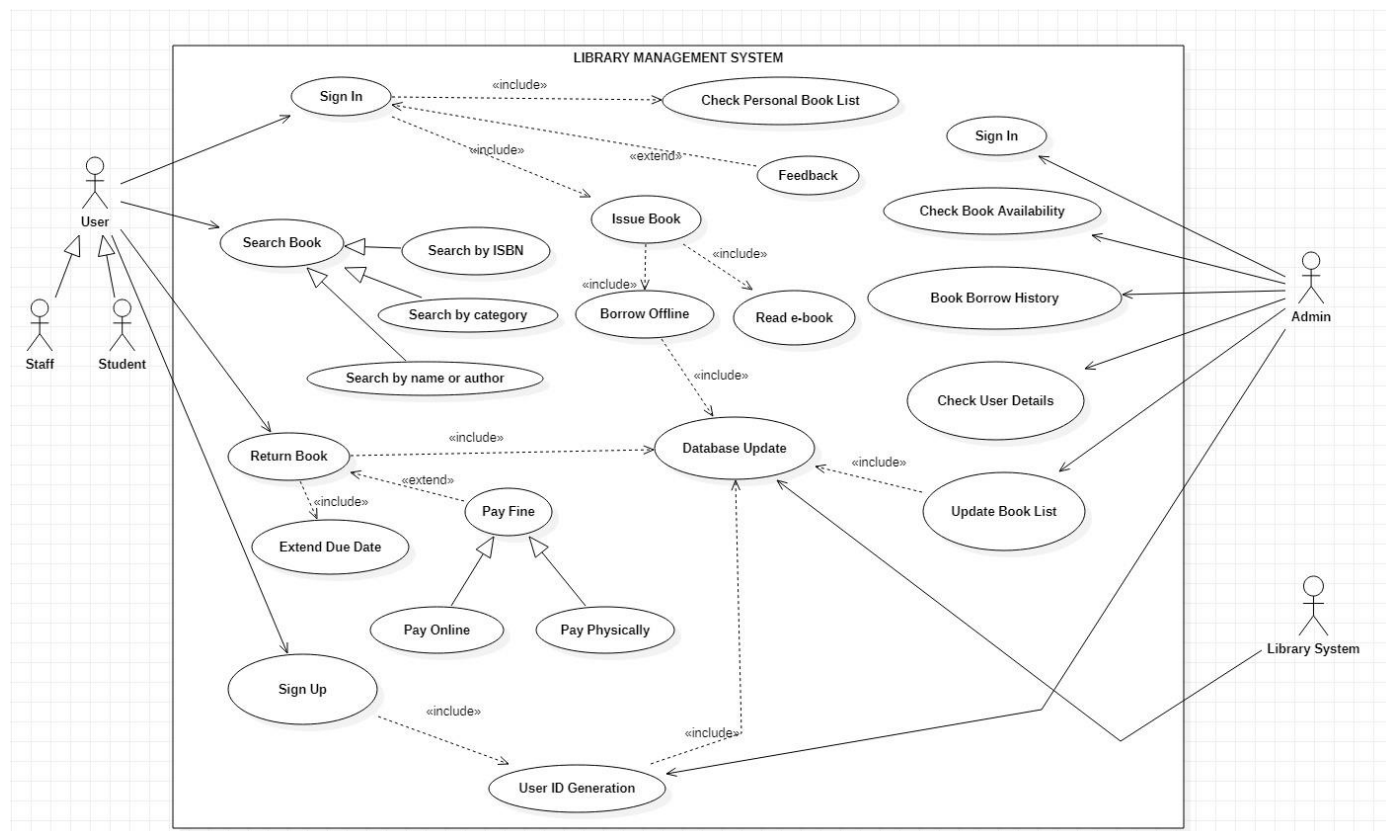 LIBRARY MANAGEMENT SYSTEM
Sign In
«include»
Check Personal Book List
Sign In
«include»
«extend»
Feedback
User
Search Book
Search by ISBN
Issue Book
Check Book Availability
«include»
«include»
Search by category
Borrow Offline
Read e-book
Book Borrow History
Admin
Staff
Student
Search by name or author
«include»
Check User Details
Return Book
«include»
Database Update
«include»
«extend»
«include»
Pay Fine
Update Book List
Extend Due Date
Pay Online
Pay Physically
Library System
Sign Up
«include»
«include»
User ID Generation